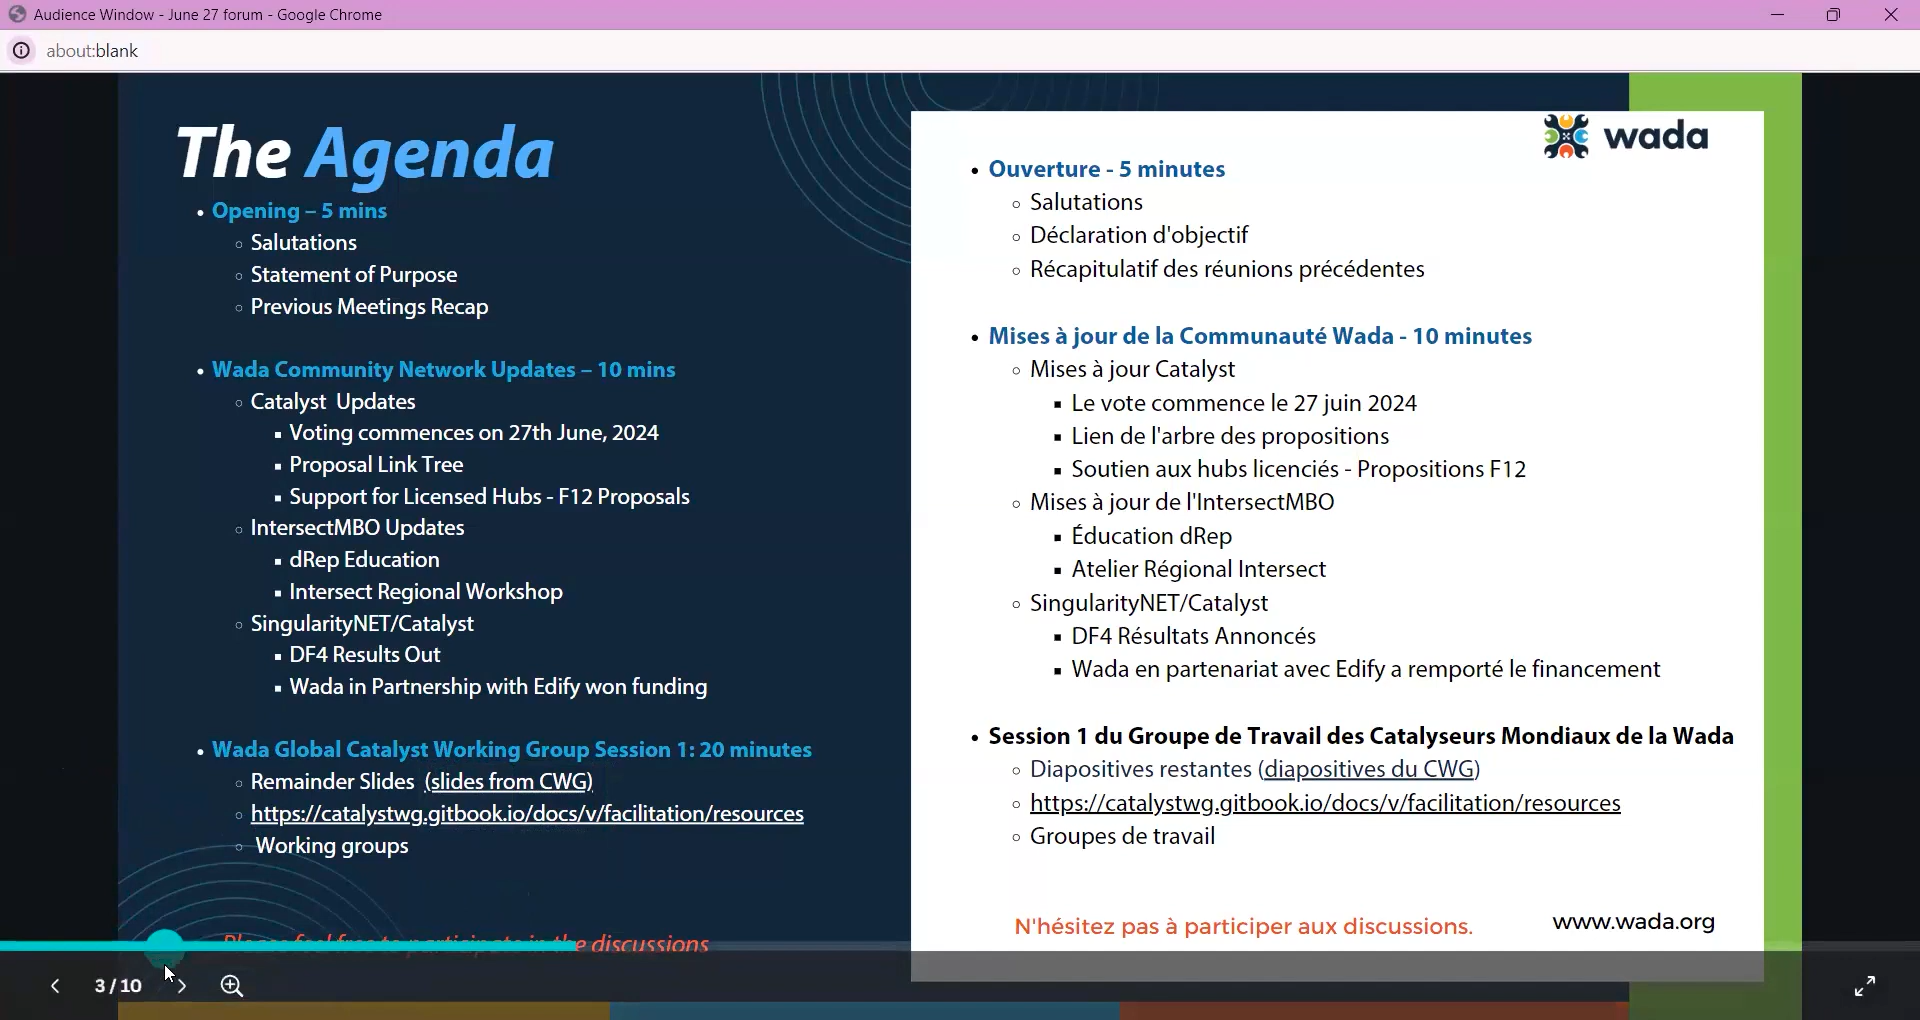 Audience Window - June 27 forum - Google Chrome
about:blank
The Agenda
• Opening – 5 mins
◦ Salutations
◦ Statement of Purpose
◦ Previous Meetings Recap
• Wada Community Network Updates – 10 mins
◦ Catalyst Updates
▪ Voting commences on 27th June, 2024
▪ Proposal Link Tree
▪ Support for Licensed Hubs - F12 Proposals
◦ IntersectMBO Updates
▪ dRep Education
▪ Intersect Regional Workshop
◦ SingularityNET/Catalyst
▪ DF4 Results Out
▪ Wada in Partnership with Edify won funding
• Wada Global Catalyst Working Group Session 1: 20 minutes
◦ Remainder Slides (slides from CWG)
◦ https://catalystwg.gitbook.io/docs/v/facilitation/resources
◦ Working groups
Please feel free to participate in the discussions
wada
• Ouverture - 5 minutes
◦ Salutations
◦ Déclaration d'objectif
◦ Récapitulatif des réunions précédentes
• Mises à jour de la Communauté Wada - 10 minutes
◦ Mises à jour Catalyst
▪ Le vote commence le 27 juin 2024
▪ Lien de l'arbre des propositions
▪ Soutien aux hubs licenciés - Propositions F12
◦ Mises à jour de l'IntersectMBO
▪ Éducation dRep
▪ Atelier Régional Intersect
◦ SingularityNET/Catalyst
▪ DF4 Résultats Annoncés
▪ Wada en partenariat avec Edify a remporté le financement
• Session 1 du Groupe de Travail des Catalyseurs Mondiaux de la Wada
◦ Diapositives restantes (diapositives du CWG)
◦ https://catalystwg.gitbook.io/docs/v/facilitation/resources
◦ Groupes de travail
N'hésitez pas à participer aux discussions.
www.wada.org
3 / 10